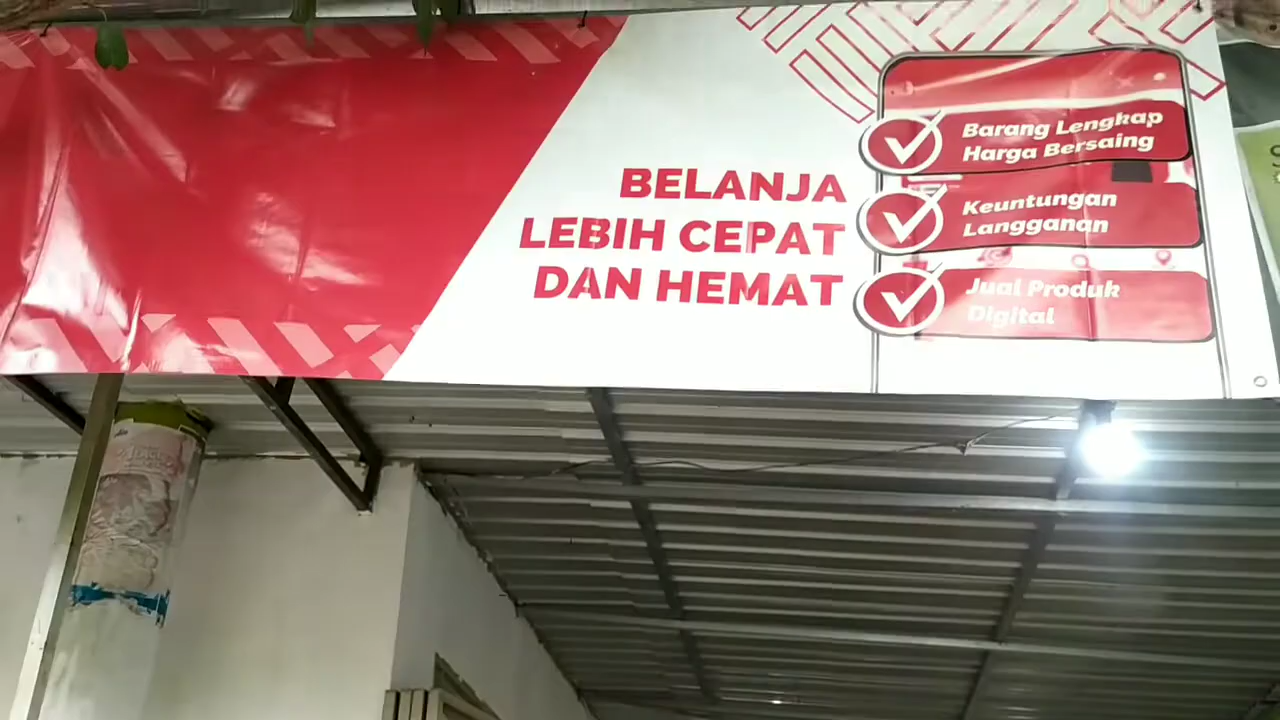 BELANJA
LEBIH CEPAT
DAN HEMAT
Barang Lengkap
Harga Bersaing
Keuntungan
Langganan
Jual Produk
Digital